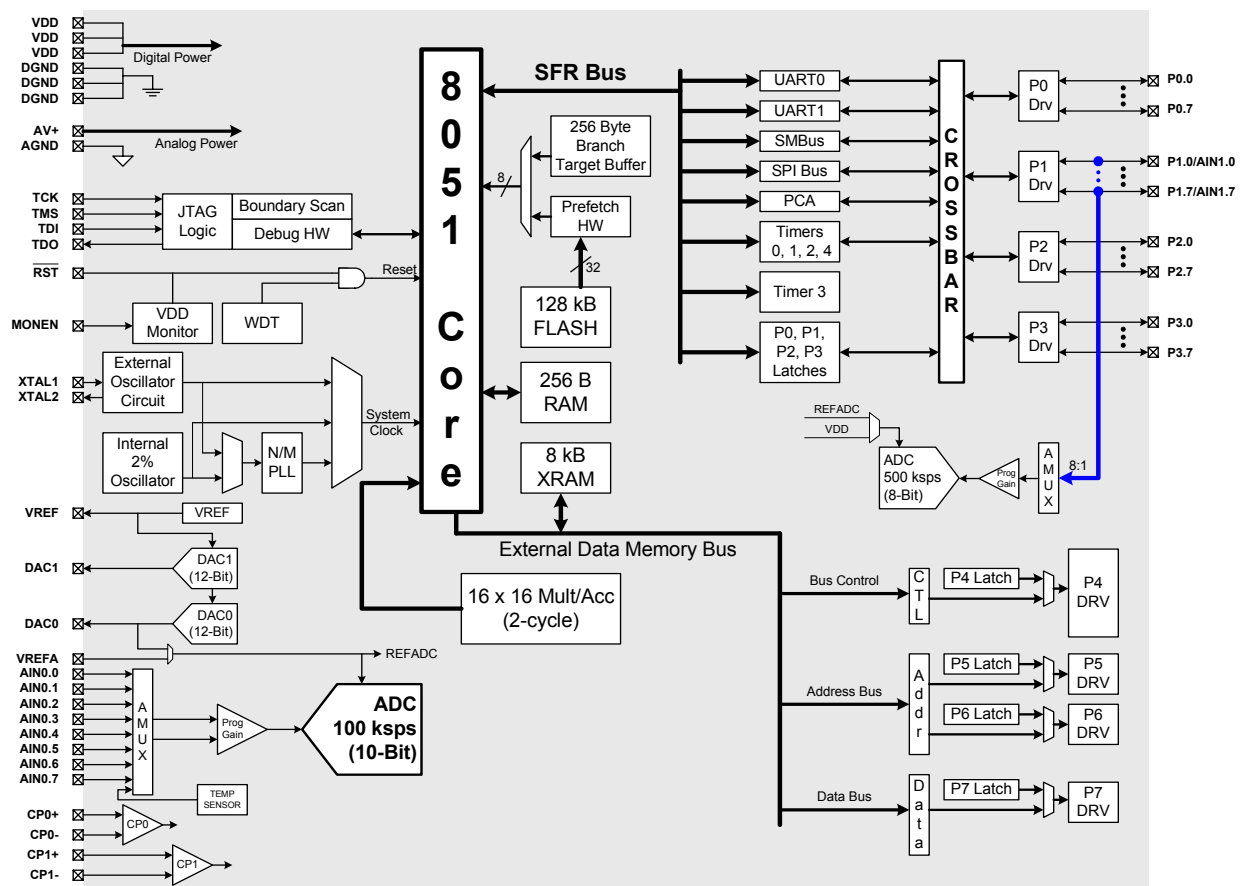 VDD
VDD
VDD
DGND
DGND
DGND
Digital Power
AV+
AGND
Analog Power
TCK
TMS
TDI
TDO
JTAG
Logic
Boundary Scan
Debug HW
RST
MONEN
VDD
Monitor
WDT
Reset
XTAL1
XTAL2
External
Oscillator
Circuit
Internal
2%
Oscillator
N/M
PLL
System
Clock
VREF
VREF
DAC1
DAC1
(12-Bit)
DAC0
DAC0
(12-Bit)
VREFA
REFADC
AIN0.0
AIN0.1
AIN0.2
AIN0.3
AIN0.4
AIN0.5
AIN0.6
AIN0.7
AMUX
Prog
Gain
ADC
100 ksps
(10-Bit)
TEMP
SENSOR
CP0+
CP0-
CP0
CP1+
CP1-
CP1
8051 Core
SFR Bus
256 Byte
Branch
Target Buffer
8
Prefetch
HW
32
128 kB
FLASH
256 B
RAM
8 kB
XRAM
External Data Memory Bus
16 x 16 Mult/Acc
(2-cycle)
UART0
UART1
SMBus
SPI Bus
PCA
Timers
0, 1, 2, 4
Timer 3
P0, P1,
P2, P3
Latches
CROSSBAR
P0
Drv
P1
Drv
P2
Drv
P3
Drv
P0.0
P0.7
P1.0/AIN1.0
P1.7/AIN1.7
P2.0
P2.7
P3.0
P3.7
REFADC
VDD
ADC
500 ksps
(8-Bit)
Prog
Gain
AMUX
8:1
Bus Control
CTL
P4 Latch
P4
DRV
Address Bus
Addr
P5 Latch
P5
DRV
P6 Latch
P6
DRV
Data Bus
Data
P7 Latch
P7
DRV